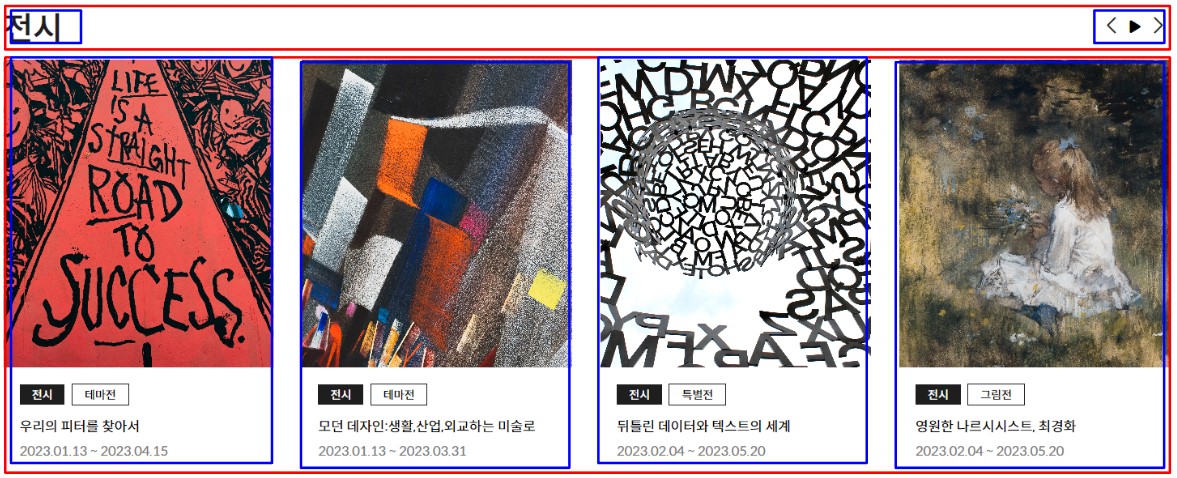 전시
LIFE
IS A
STRAIGHT
ROAD
TO
SUCCESS.
전시 테마전
우리의 피터를 찾아서
2023.01.13 ~ 2023.04.15
전시 테마전
모던 데자인:생활,산업,외교하는 미술로
2023.01.13 ~ 2023.03.31
전시 특별전
뒤틀린 데이터와 텍스트의 세계
2023.02.04 ~ 2023.05.20
전시 그림전
영원한 나르시시스트, 최경화
2023.02.04 ~ 2023.05.20